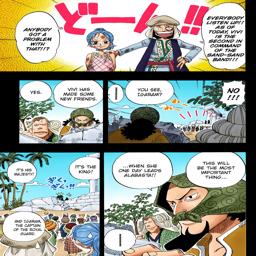 EVERYBODY
LISTEN UP!! AS
OF TODAY, VIVI
IS THE
SECOND IN
COMMAND
OF THE
SAND-SAND
BAND!!!
ど—ん!!
ANYBODY
GOT A
PROBLEM
WITH
THAT!?
NO
!!!
YOU SEE,
IGARAM?
VIVI HAS
MADE SOME
NEW FRIENDS.
YES.
THIS WILL
BE THE MOST
IMPORTANT
THING...
...WHEN SHE
ONE DAY LEADS
ALABASTA!!
IT'S
THE
KING!
IT'S HIS
MAJESTY!
AND IGARAM,
THE CAPTAIN
OF THE ROYAL
GUARD.